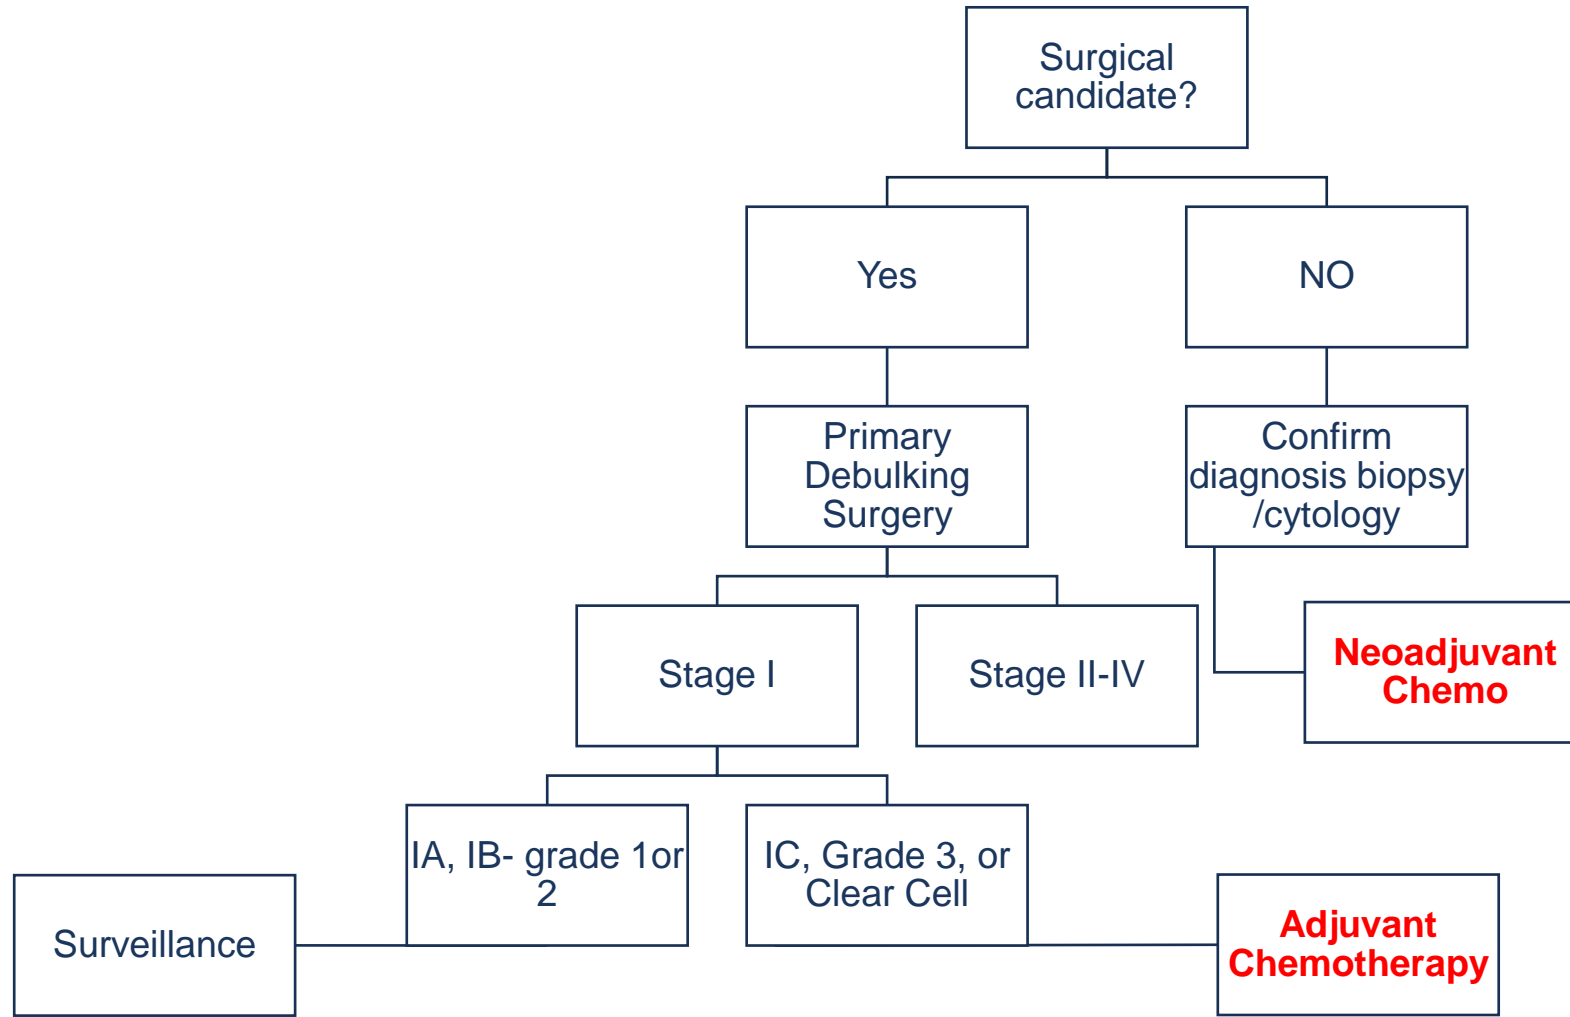 Surgical
candidate?
Yes
NO
Primary
Debulking
Surgery
Confirm
diagnosis biopsy
/cytology
Stage I
Stage II-IV
Neoadjuvant
Chemo
IA, IB- grade 1or
2
IC, Grade 3, or
Clear Cell
Surveillance
Adjuvant
Chemotherapy